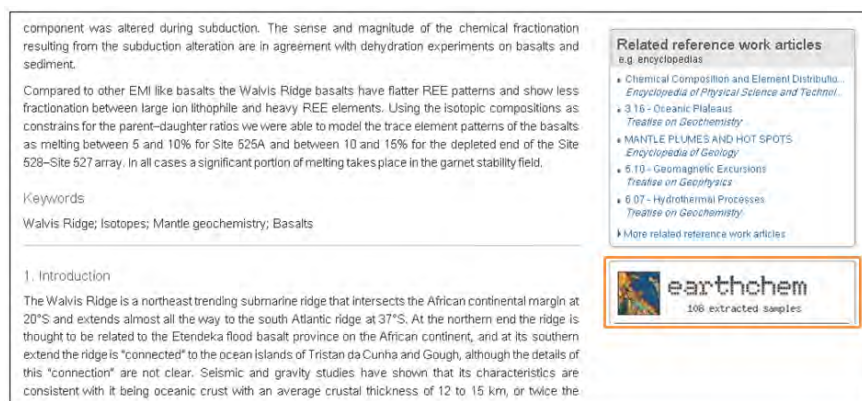 component was altered during subduction. The sense and magnitude of the chemical fractionation
resulting from the subduction alteration are in agreement with dehydration experiments on basalts and
sediment.
Compared to other EMI like basalts the Walvis Ridge basalts have flatter REE patterns and show less
fractionation between large ion lithophile and heavy REE elements. Using the isotopic compositions as
constrains for the parent–daughter ratios we were able to model the trace element patterns of the basalts
as melting between 5 and 10% for Site 525A and between 10 and 15% for the depleted end of the Site
528–Site 527 array. In all cases a significant portion of melting takes place in the garnet stability field.
Keywords
Walvis Ridge; Isotopes; Mantle geochemistry; Basalts
1. Introduction
The Walvis Ridge is a northeast trending submarine ridge that intersects the African continental margin at
20°S and extends almost all the way to the south Atlantic ridge at 37°S. At the northern end the ridge is
thought to be related to the Etendeka flood basalt province on the African continent, and at its southern
extend the ridge is "connected" to the ocean islands of Tristan da Cunha and Gough, although the details of
this "connection" are not clear. Seismic and gravity studies have shown that its characteristics are
consistent with it being oceanic crust with an average crustal thickness of 12 to 15 km, or twice the
Related reference work articles
e.g. encyclopedias
Chemical Composition and Element Distributio...
Encyclopedia of Physical Science and Technol...
3.16 - Oceanic Plateaus
Treatise on Geochemistry
MANTLE PLUMES AND HOT SPOTS
Encyclopedia of Geology
5.10 - Geomagnetic Excursions
Treatise on Geophysics
6.07 - Hydrothermal Processes
Treatise on Geochemistry
More related reference work articles
earthchem
108 extracted samples